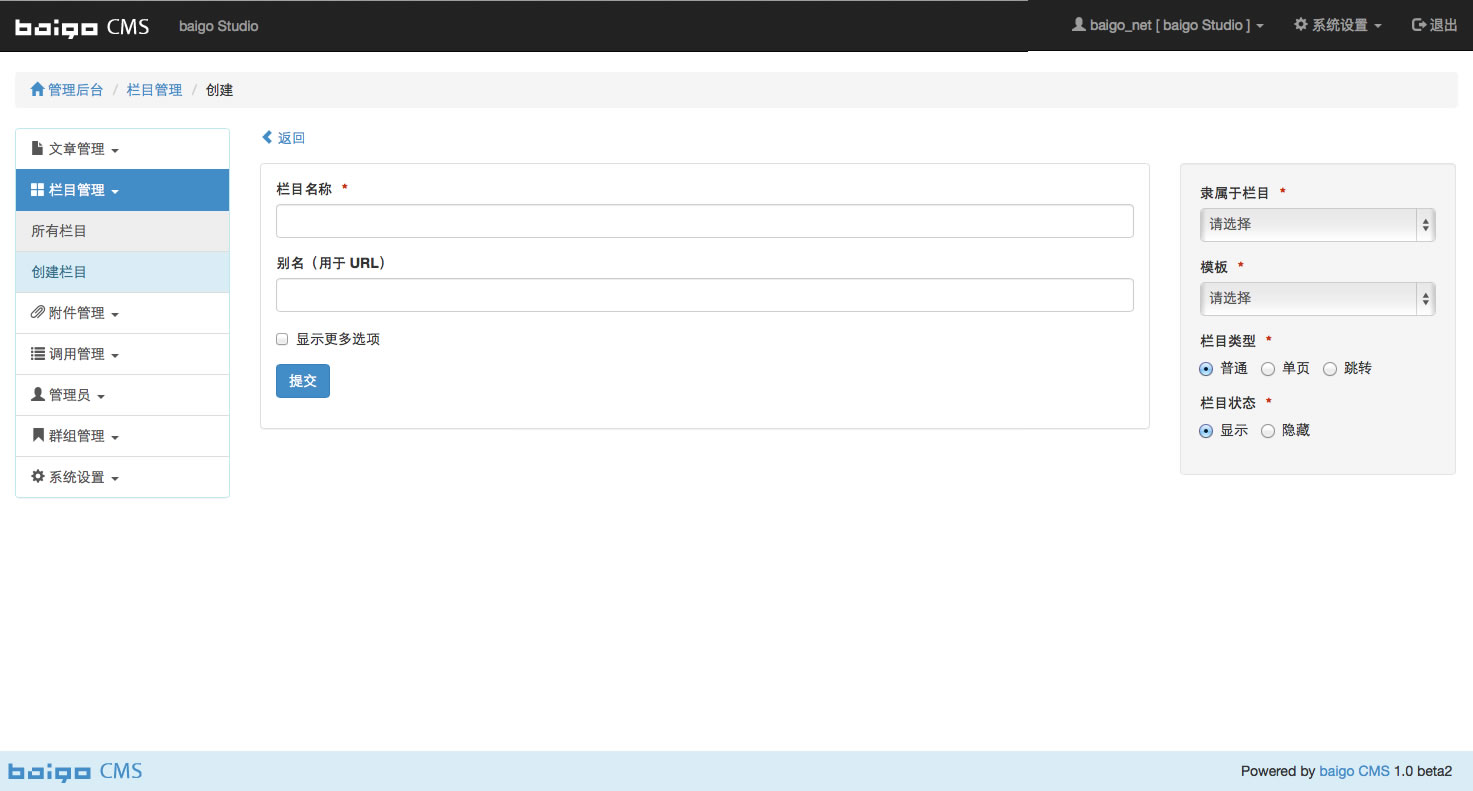 baigo CMS baigo Studio baigo_net [ baigo Studio ] 系统设置 退出
管理后台 / 栏目管理 / 创建
文章管理
栏目管理
所有栏目
创建栏目
附件管理
调用管理
管理员
群组管理
系统设置
返回
栏目名称 *
别名（用于 URL）
显示更多选项
提交
隶属于栏目 *
请选择
模板 *
请选择
栏目类型 *
普通 单页 跳转
栏目状态 *
显示 隐藏
baigo CMS Powered by baigo CMS 1.0 beta2